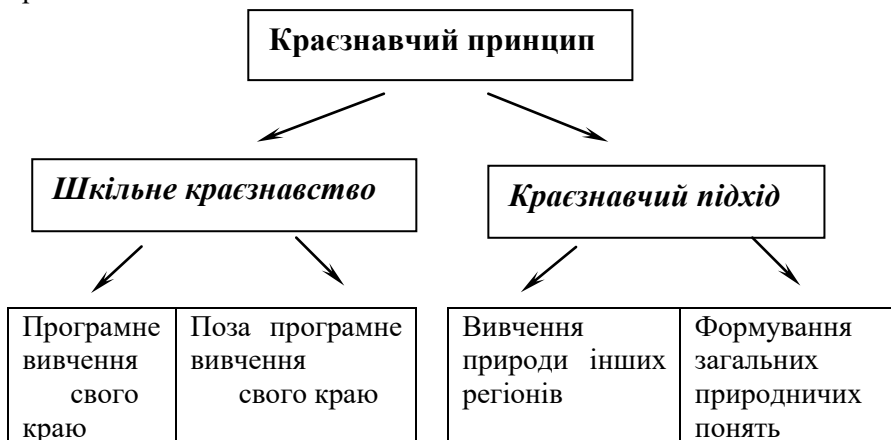 Краєзнавчий принцип
Шкільне краєзнавство
Краєзнавчий підхід
Програмне
вивчення
свого
краю
Поза програмне
вивчення
свого краю
Вивчення
природи інших
регіонів
Формування
загальних
природничих
понять